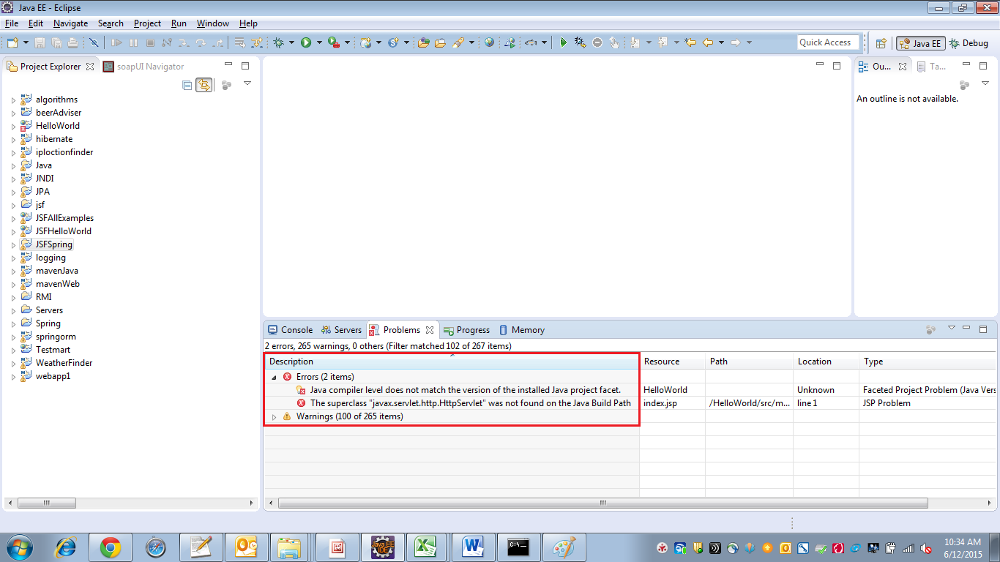 Java EE - Eclipse
File Edit Navigate Search Project Run Window Help
Quick Access
Java EE
Debug
Project Explorer
soapUI Navigator
algorithms
beerAdviser
HelloWorld
hibernate
iploctionfinder
Java
JNDI
JPA
jsf
JSFAllExamples
JSFHelloWorld
JSFSpring
logging
mavenJava
mavenWeb
RMI
Servers
Spring
springorm
Testmart
WeatherFinder
webapp1
Ou...
Ta...
An outline is not available.
Console Servers Problems Progress Memory
2 errors, 265 warnings, 0 others (Filter matched 102 of 267 items)
Description Resource Path Location Type
Errors (2 items)
Java compiler level does not match the version of the installed Java project facet. HelloWorld Unknown Faceted Project Problem (Java Vers
The superclass "javax.servlet.http.HttpServlet" was not found on the Java Build Path index.jsp /HelloWorld/src/m... line 1 JSP Problem
Warnings (100 of 265 items)
Java EE
IDE
C:\.
10:34 AM
6/12/2015